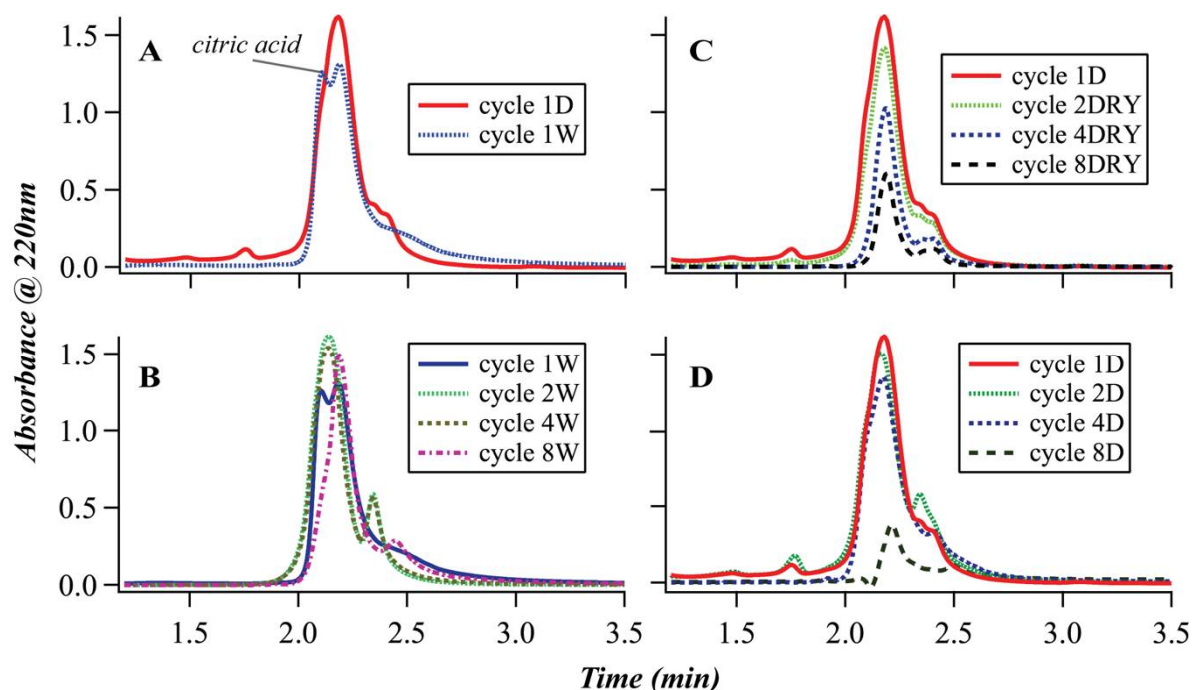 A
citric acid
1.5
1.0
0.5
0.0
cycle 1D
cycle 1W
C
cycle 1D
cycle 2DRY
cycle 4DRY
cycle 8DRY
Absorbance @ 220nm
B
1.5
1.0
0.5
0.0
cycle 1W
cycle 2W
cycle 4W
cycle 8W
D
cycle 1D
cycle 2D
cycle 4D
cycle 8D
1.5 2.0 2.5 3.0 3.5
1.5 2.0 2.5 3.0 3.5
Time (min)